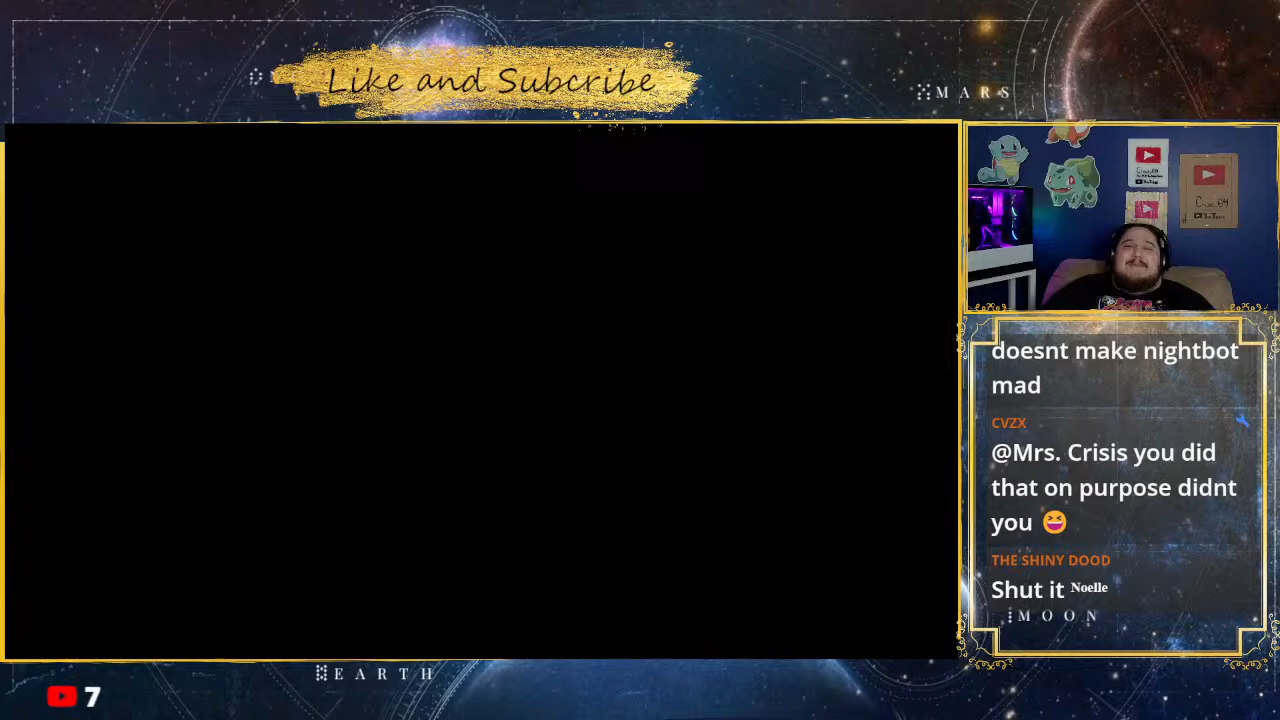 Like and Subcribe
MARS
doesnt make nightbot
mad
CVZX
@Mrs. Crisis you did
that on purpose didnt
you 😆
THE SHINY DOOD
Shut it Noelle
MOON
EARTH
7